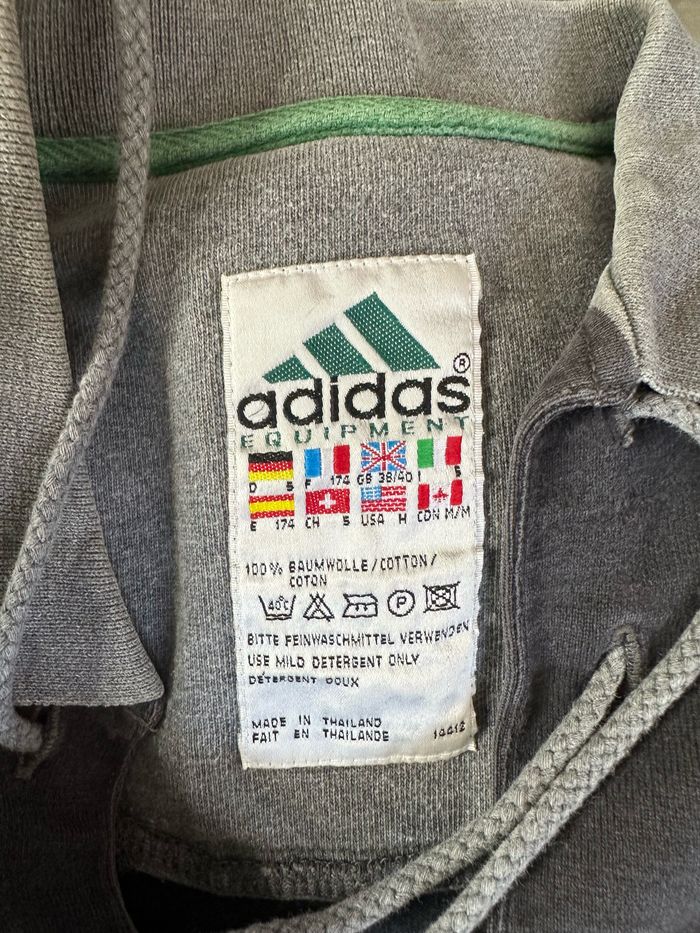 adidas®
EQUIPMENT
D 5 F 174 GB 38/40 I 5
E 174 CH 5 USA M CDN M/M
100% BAUMWOLLE/COTTON/
COTON
40°C P
BITTE FEINWASCHMITTEL VERWENDEN
USE MILD DETERGENT ONLY
DÉTERGENT DOUX
MADE IN THAILAND
FAIT EN THAILANDE 14412